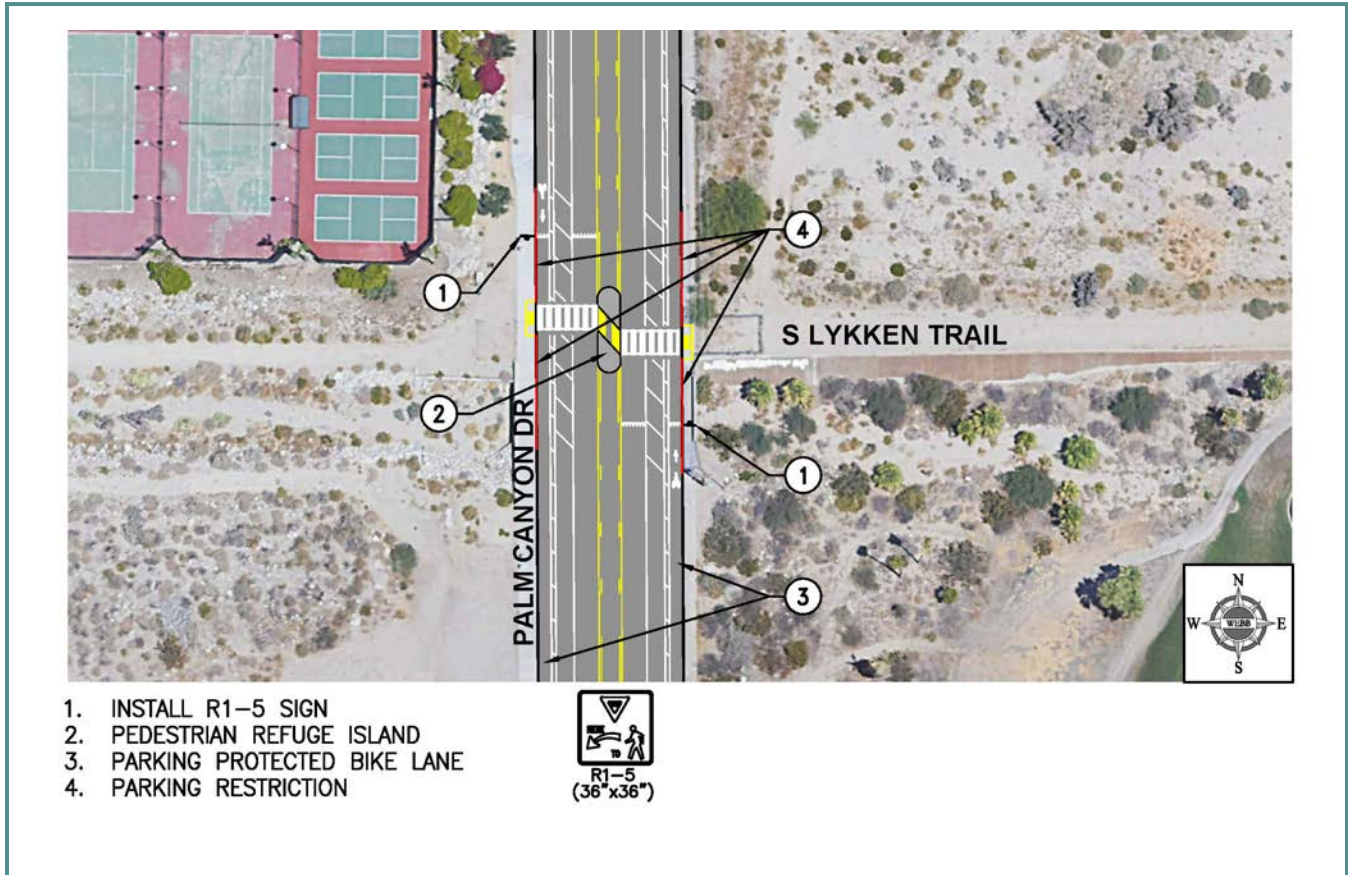 1
4
S LYKKEN TRAIL
2
PALM CANYON DR
1
3
N
W WEBB E
S
1. INSTALL R1-5 SIGN
2. PEDESTRIAN REFUGE ISLAND
3. PARKING PROTECTED BIKE LANE
4. PARKING RESTRICTION
TO
R1-5
(36"x36")